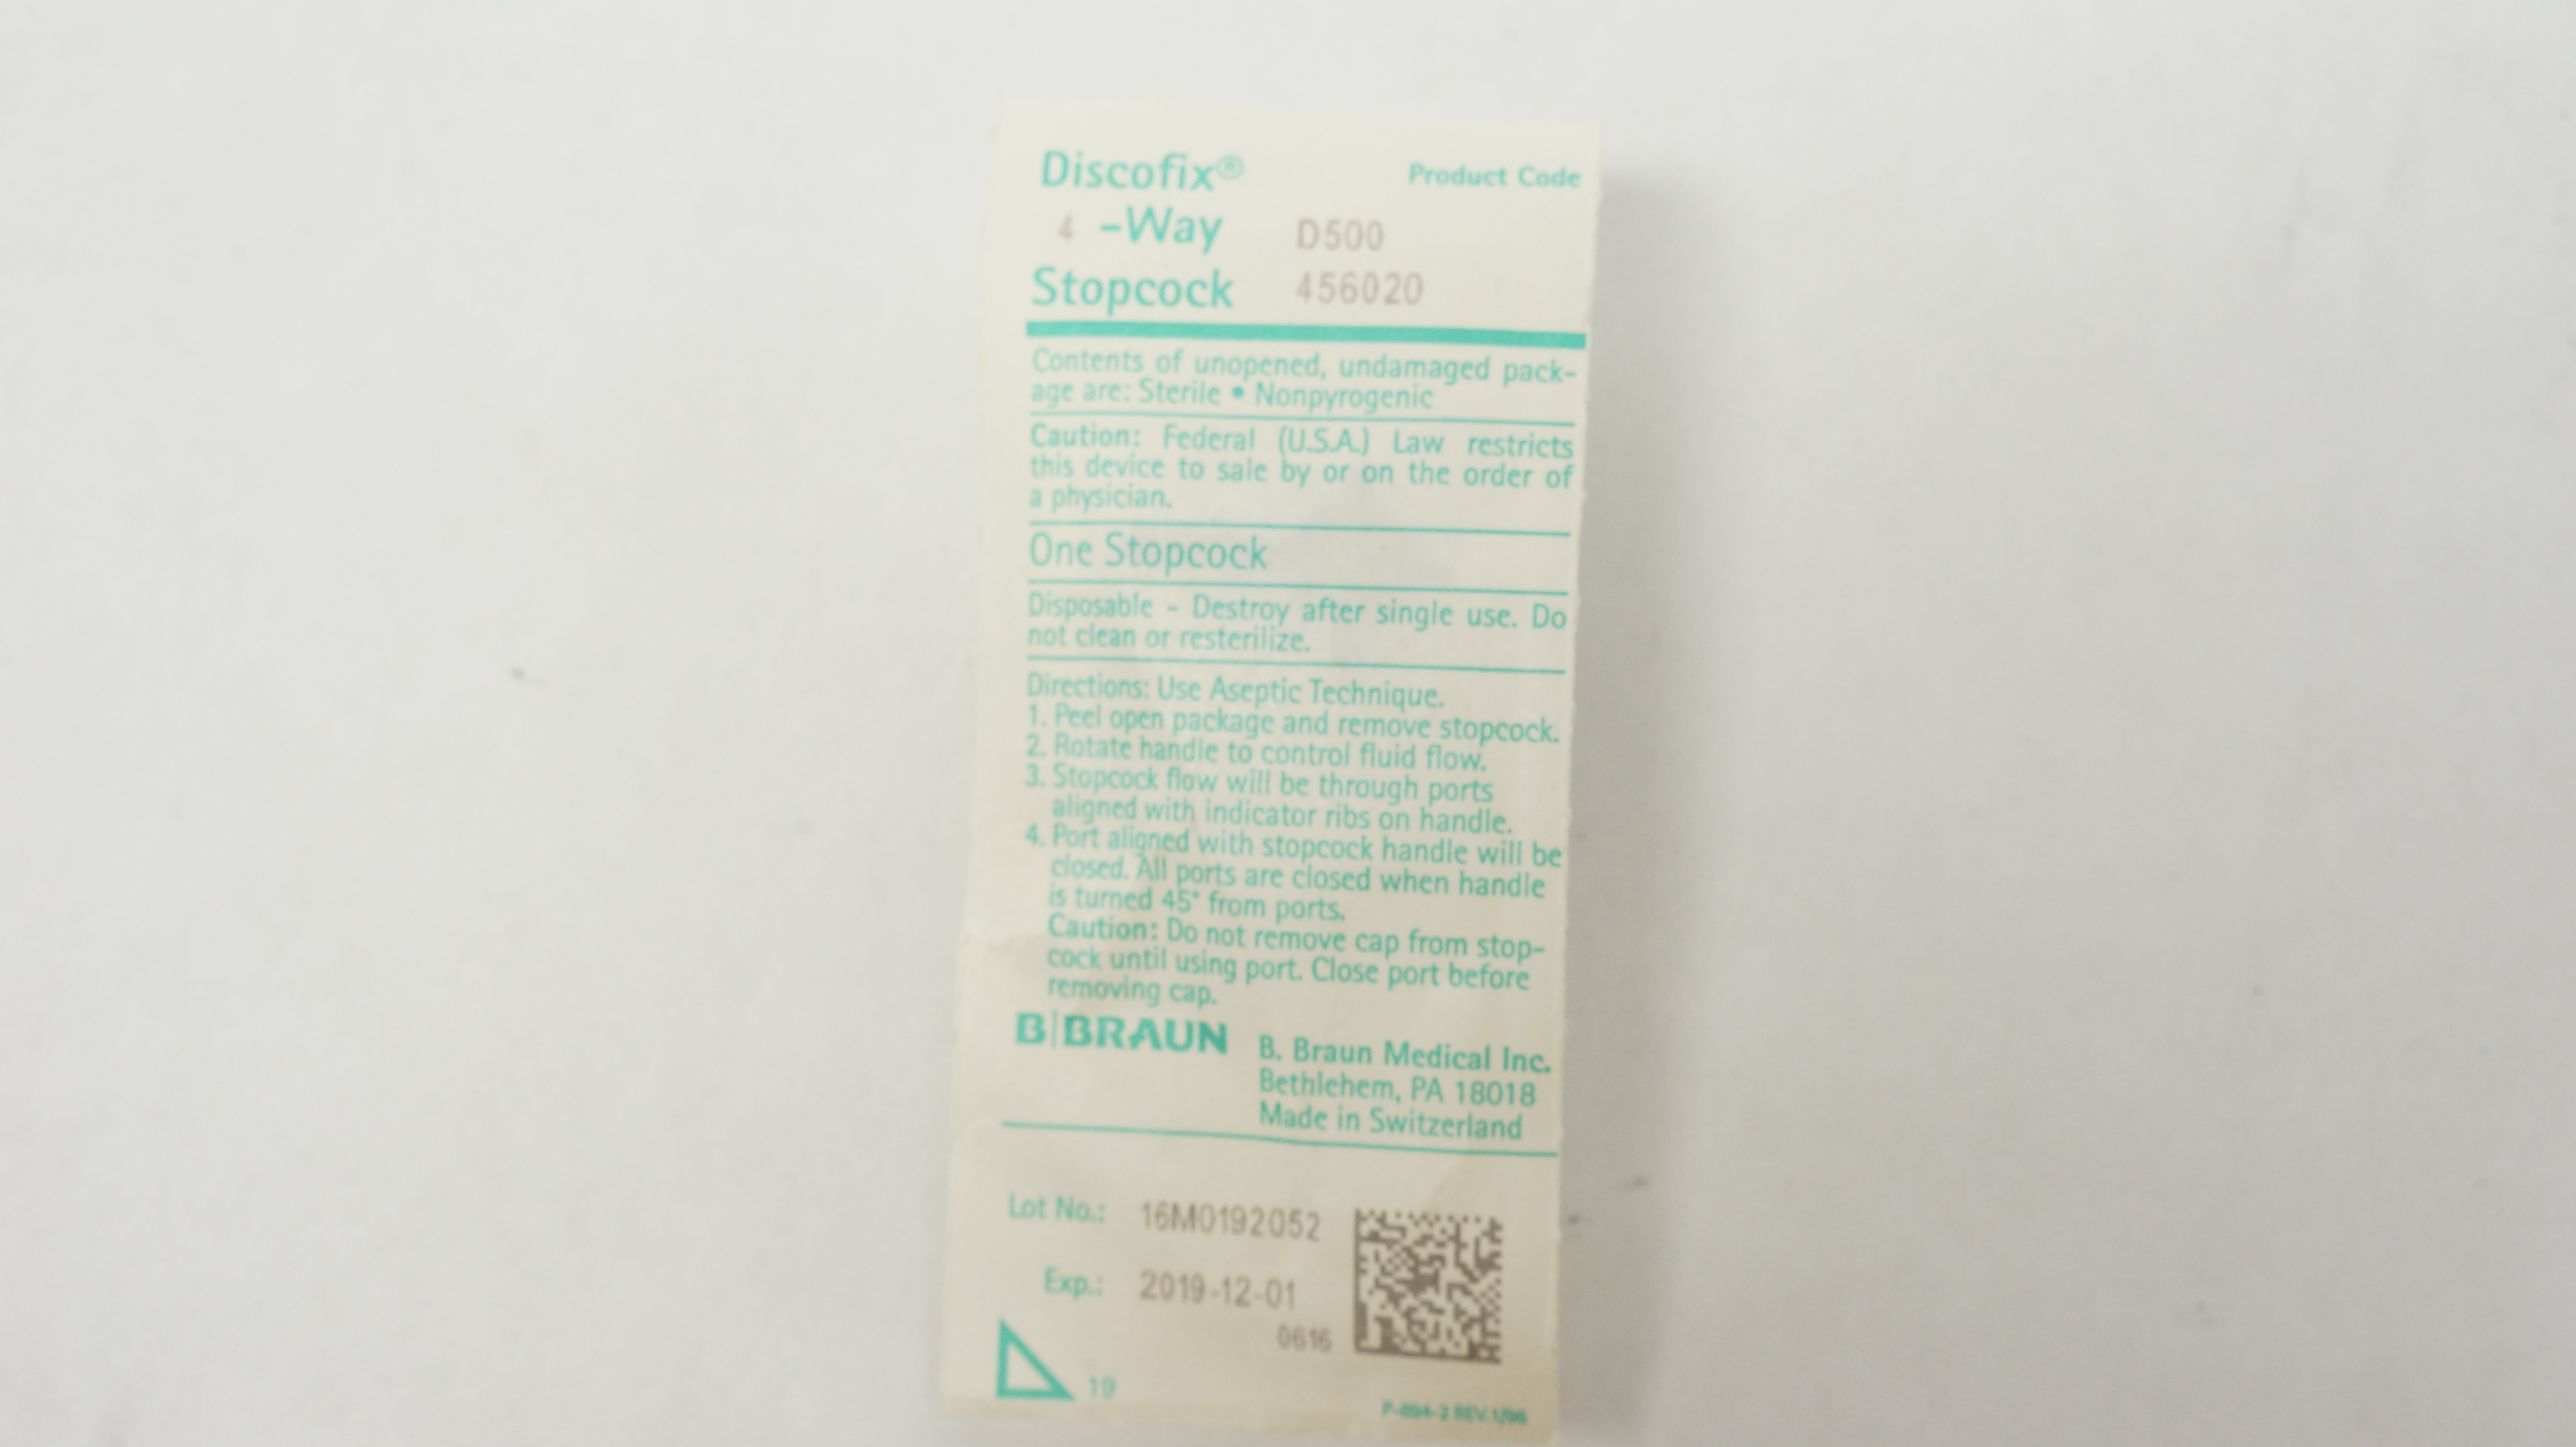 Discofix®
Product Code
4 -Way
D500
Stopcock
456020
Contents of unopened, undamaged pack-
age are: Sterile • Nonpyrogenic
Caution: Federal (U.S.A.) Law restricts
this device to sale by or on the order of
a physician.
One Stopcock
Disposable - Destroy after single use. Do
not clean or resterilize.
Directions: Use Aseptic Technique.
1. Peel open package and remove stopcock.
2. Rotate handle to control fluid flow.
3. Stopcock flow will be through ports
aligned with indicator ribs on handle.
4. Port aligned with stopcock handle will be
closed. All ports are closed when handle
is turned 45° from ports.
Caution: Do not remove cap from stop-
cock until using port. Close port before
removing cap.
B|BRAUN
B. Braun Medical Inc.
Bethlehem, PA 18018
Made in Switzerland
Lot No.: 16M0192052
Exp.: 2019-12-01
0616
19
REV.